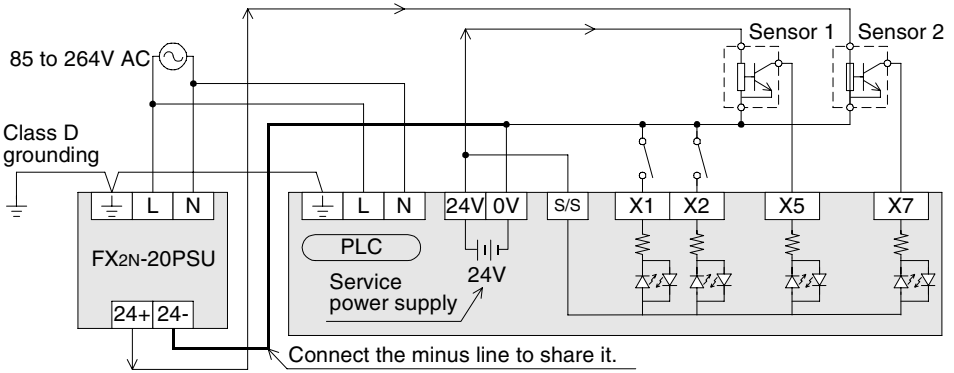 Sensor 1 Sensor 2
85 to 264V AC
Class D
grounding
L N
L N 24V 0V S/S X1 X2 X5 X7
FX2N-20PSU
PLC
24V
Service
power supply
24+ 24-
Connect the minus line to share it.